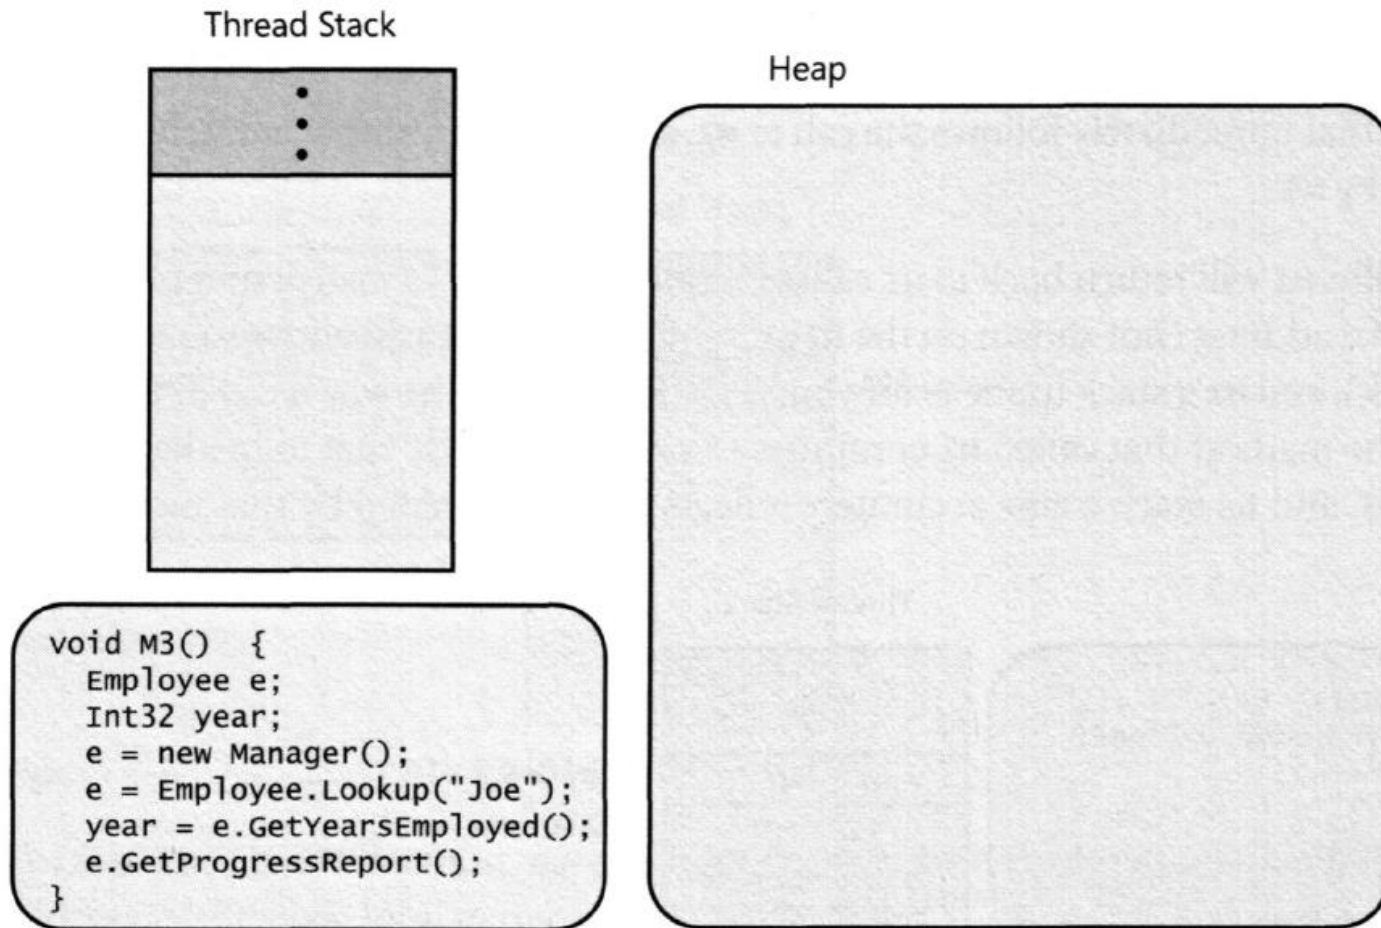 Thread Stack
Heap
void M3() {
Employee e;
Int32 year;
e = new Manager();
e = Employee.Lookup("Joe");
year = e.GetYearsEmployed();
e.GetProgressReport();
}